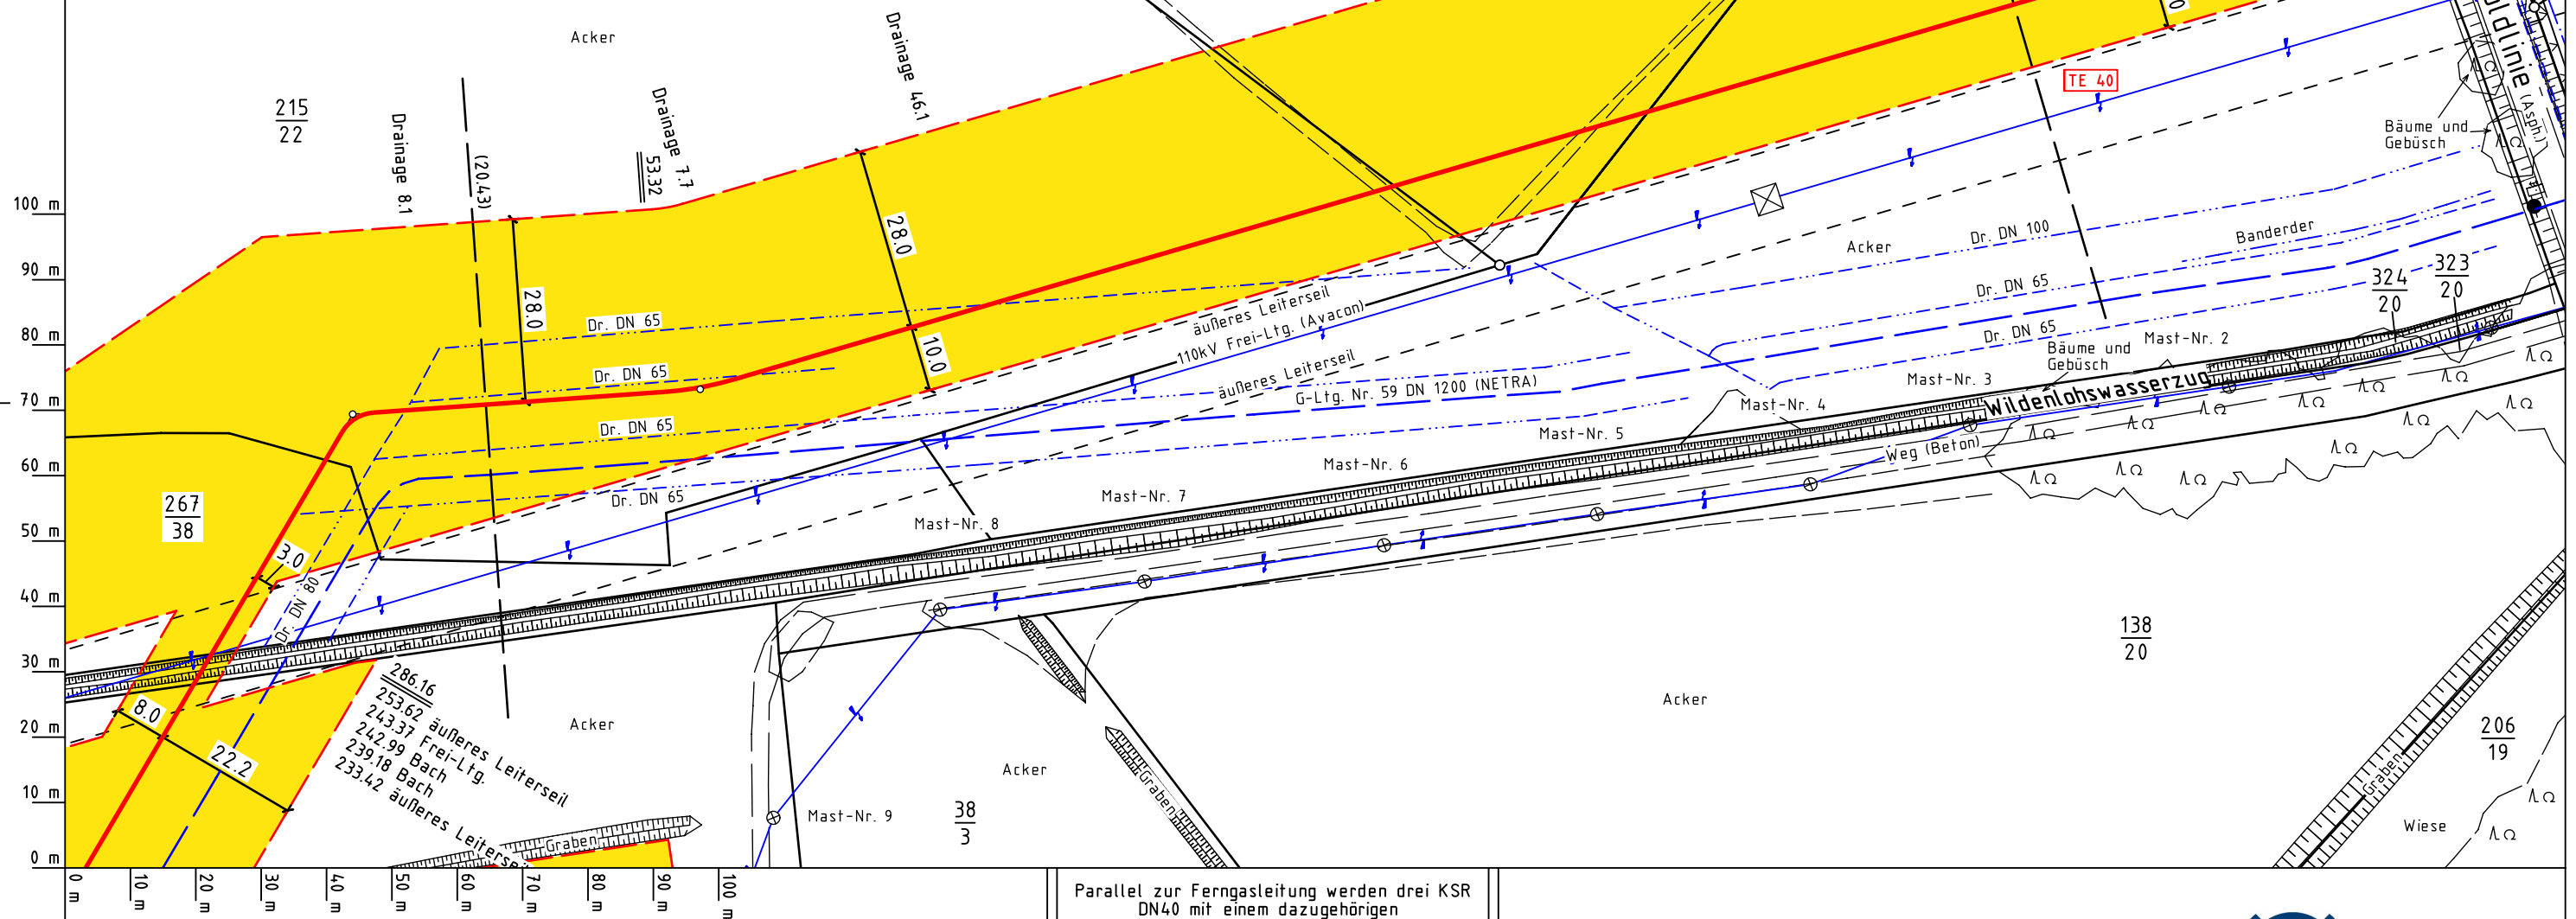 Acker
215
22
Drainage 8.1
(20.43)
Drainage 7.7
53.32
Drainage 46.1
28.0
28.0
10.0
Dr. DN 65
Dr. DN 65
Dr. DN 65
Dr. DN 65
100 m
90 m
80 m
70 m
60 m
50 m
40 m
30 m
20 m
10 m
0 m
267
38
3.0
Dr. DN 80
8.0
22.2
286.16
253.62 äußeres Leiterseil
243.37 Frei-Ltg.
242.99 Bach
239.18 Bach
233.42 äußeres Leiterseil
Acker
Graben
0 m
10 m
20 m
30 m
40 m
50 m
60 m
70 m
80 m
90 m
100 m
äußeres Leiterseil
110kV Frei-Ltg. (Avacon)
äußeres Leiterseil
G-Ltg. Nr. 59 DN 1200 (NETRA)
TE 40
Bäume und
Gebüsch
(Asph.)
Acker
Dr. DN 100
Banderder
Dr. DN 65
Dr. DN 65
324
20
323
20
Bäume und
Gebüsch
Mast-Nr. 2
Mast-Nr. 3
Mast-Nr. 4
Mast-Nr. 5
Mast-Nr. 6
Mast-Nr. 7
Mast-Nr. 8
Mast-Nr. 9
Wildenlohswasserzug
Weg (Beton)
138
20
Acker
Acker
38
3
Graben
Graben
206
19
Wiese
Parallel zur Ferngasleitung werden drei KSR
DN40 mit einem dazugehörigen